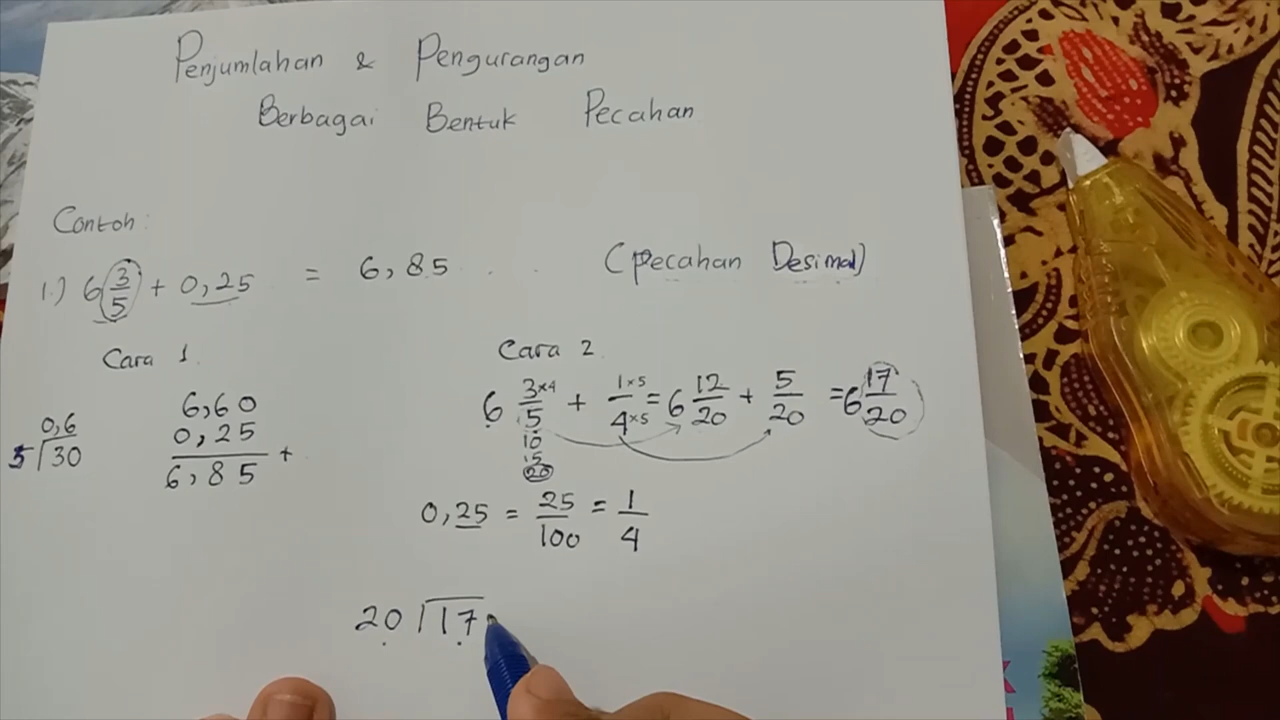 Penjumlahan & Pengurangan
Berbagai Bentuk Pecahan
Contoh:
1.) 6 3/5 + 0,25 = 6,85 . . (Pecahan Desimal)
Cara 1.
0,6
5 √30
6,60
0,25
6,85 +
Cara 2.
6 3×4/5 + 1×5/4×5 = 6 12/20 + 5/20 = 6 17/20
10
15
20
0,25 = 25/100 = 1/4
20 √17